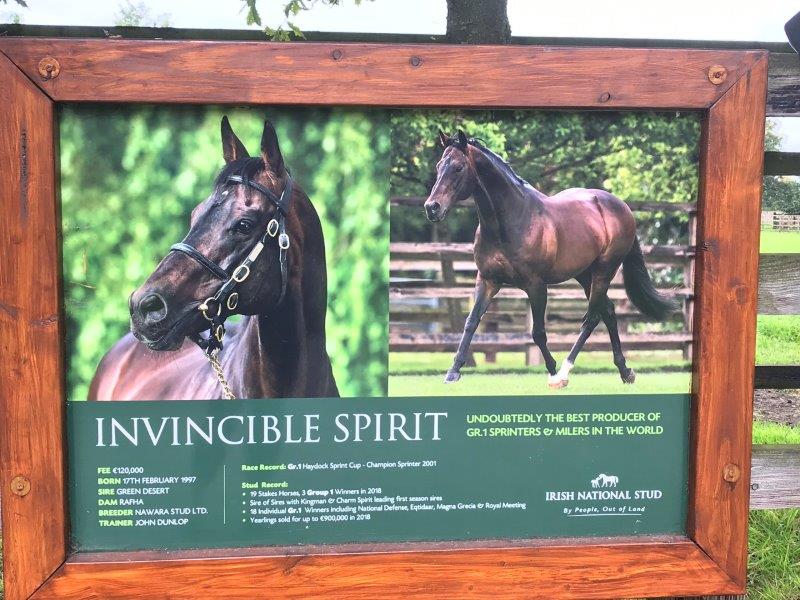 INVINCIBLE SPIRIT
UNDOUBTEDLY THE BEST PRODUCER OF
GR.1 SPRINTERS & MILERS IN THE WORLD
FEE €120,000
BORN 17TH FEBRUARY 1997
SIRE GREEN DESERT
DAM RAFHA
BREEDER NAWARA STUD LTD.
TRAINER JOHN DUNLOP
Race Record: Gr.1 Haydock Sprint Cup - Champion Sprinter 2001
Stud Record:
• 19 Stakes Horses, 3 Group 1 Winners in 2018
• Sire of Sires with Kingman & Charm Spirit leading first season sires
• 18 Individual Gr.1 Winners including National Defense, Eqtidaar, Magna Grecia & Royal Meeting
• Yearlings sold for up to €900,000 in 2018
IRISH NATIONAL STUD
By People, Out of Land